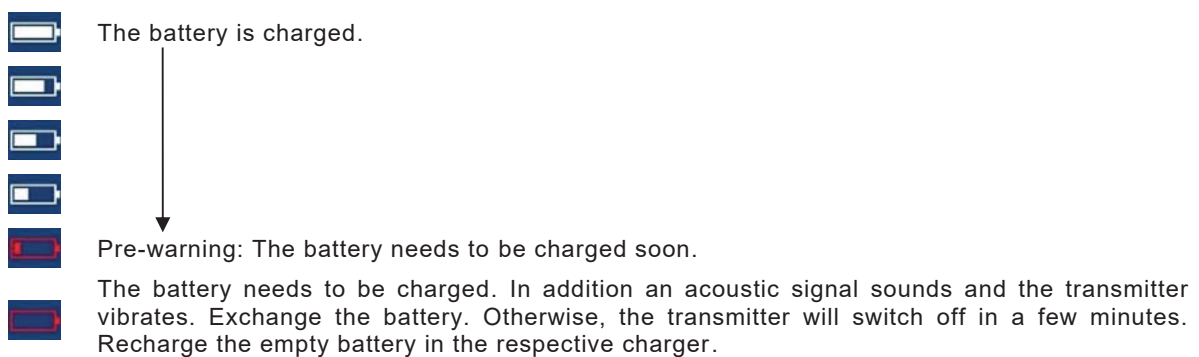 The battery is charged.
Pre-warning: The battery needs to be charged soon.
The battery needs to be charged. In addition an acoustic signal sounds and the transmitter
vibrates. Exchange the battery. Otherwise, the transmitter will switch off in a few minutes.
Recharge the empty battery in the respective charger.